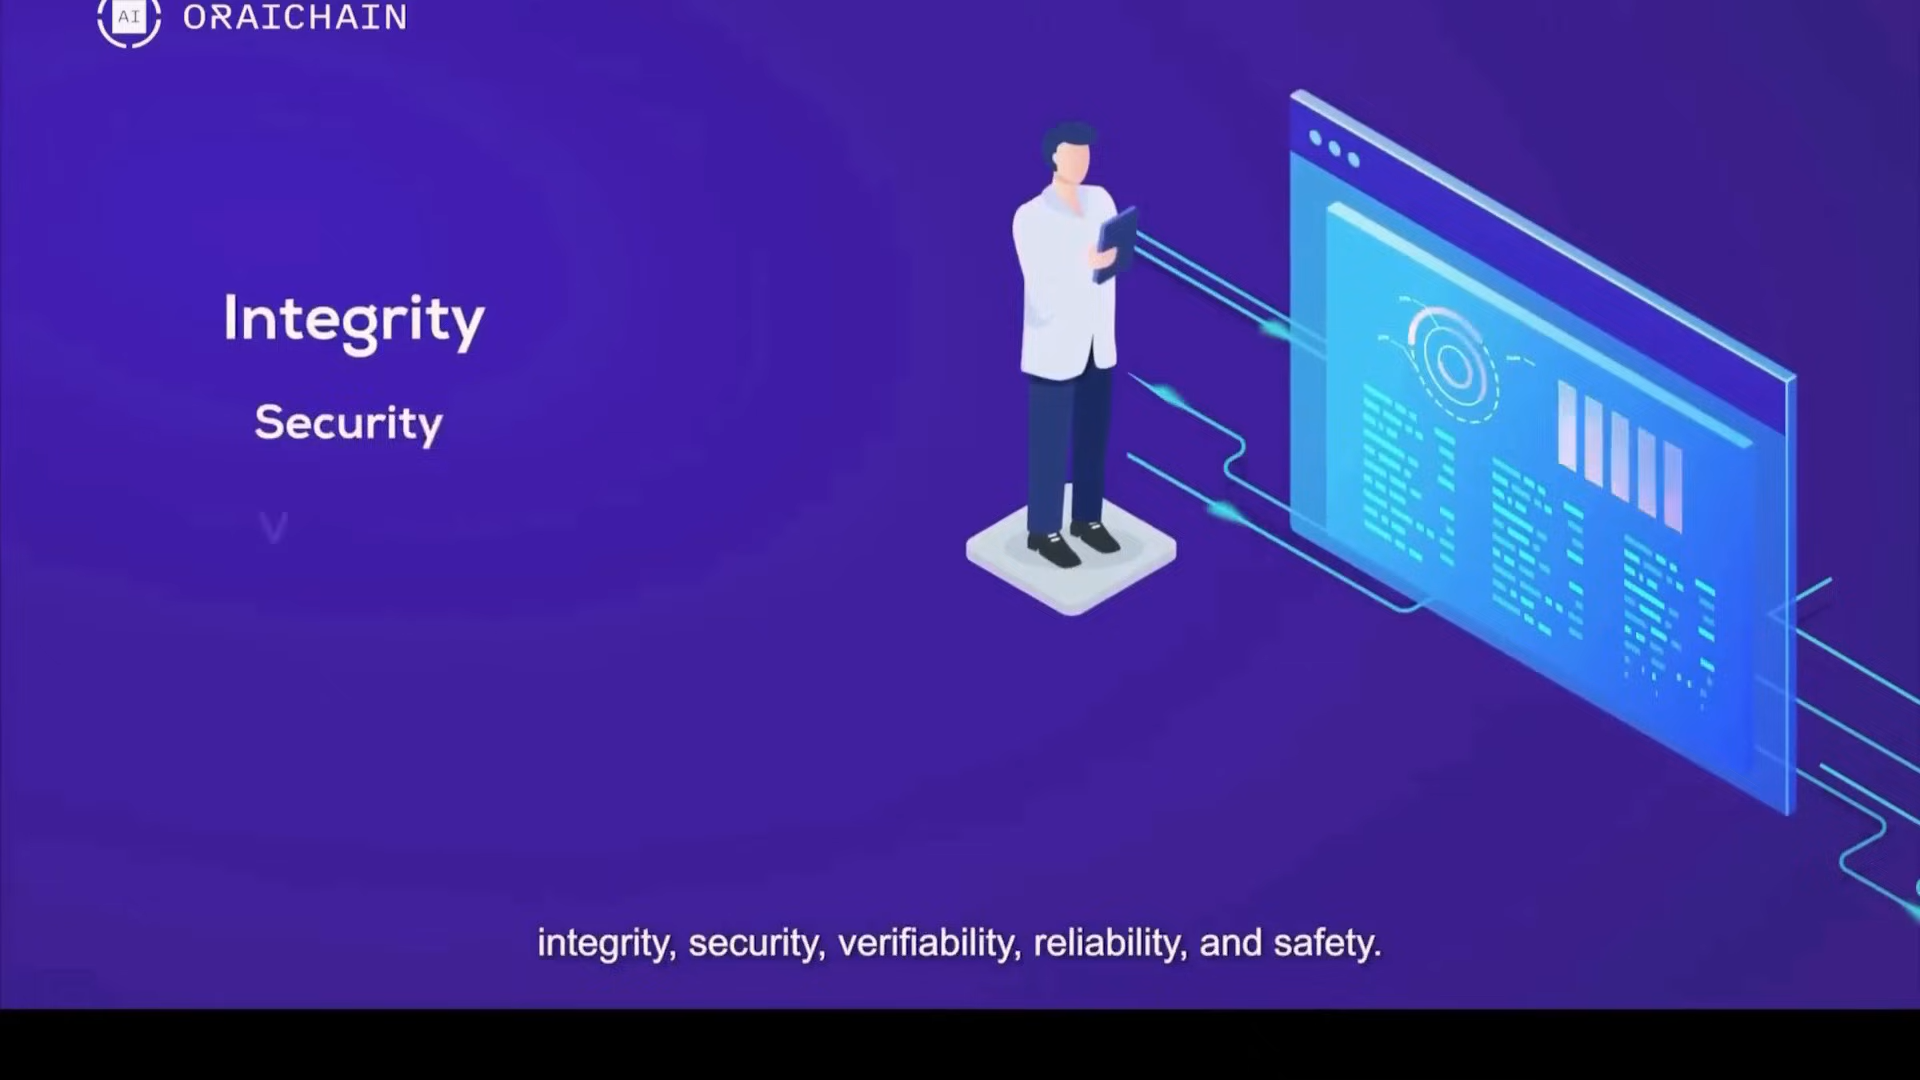 AI ORAICHAIN
Integrity
Security
V
integrity, security, verifiability, reliability, and safety.